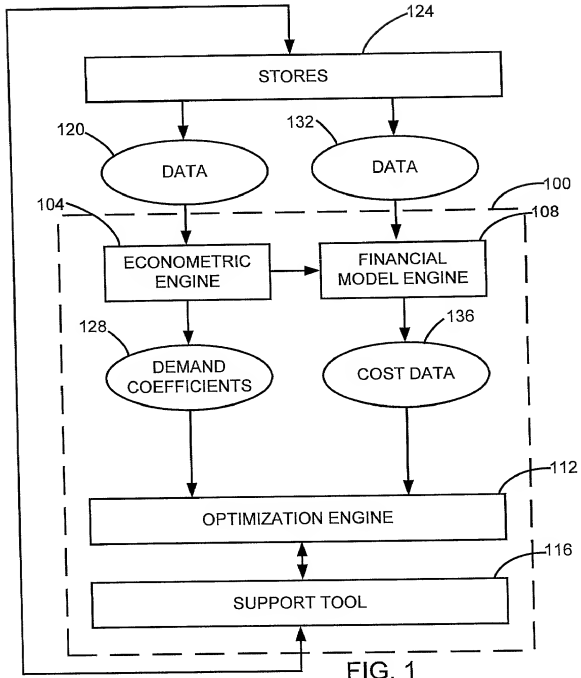 124
STORES
120
132
DATA
DATA
100
104
108
ECONOMETRIC
ENGINE
FINANCIAL
MODEL ENGINE
128
136
DEMAND
COEFFICIENTS
COST DATA
112
OPTIMIZATION ENGINE
116
SUPPORT TOOL
FIG. 1